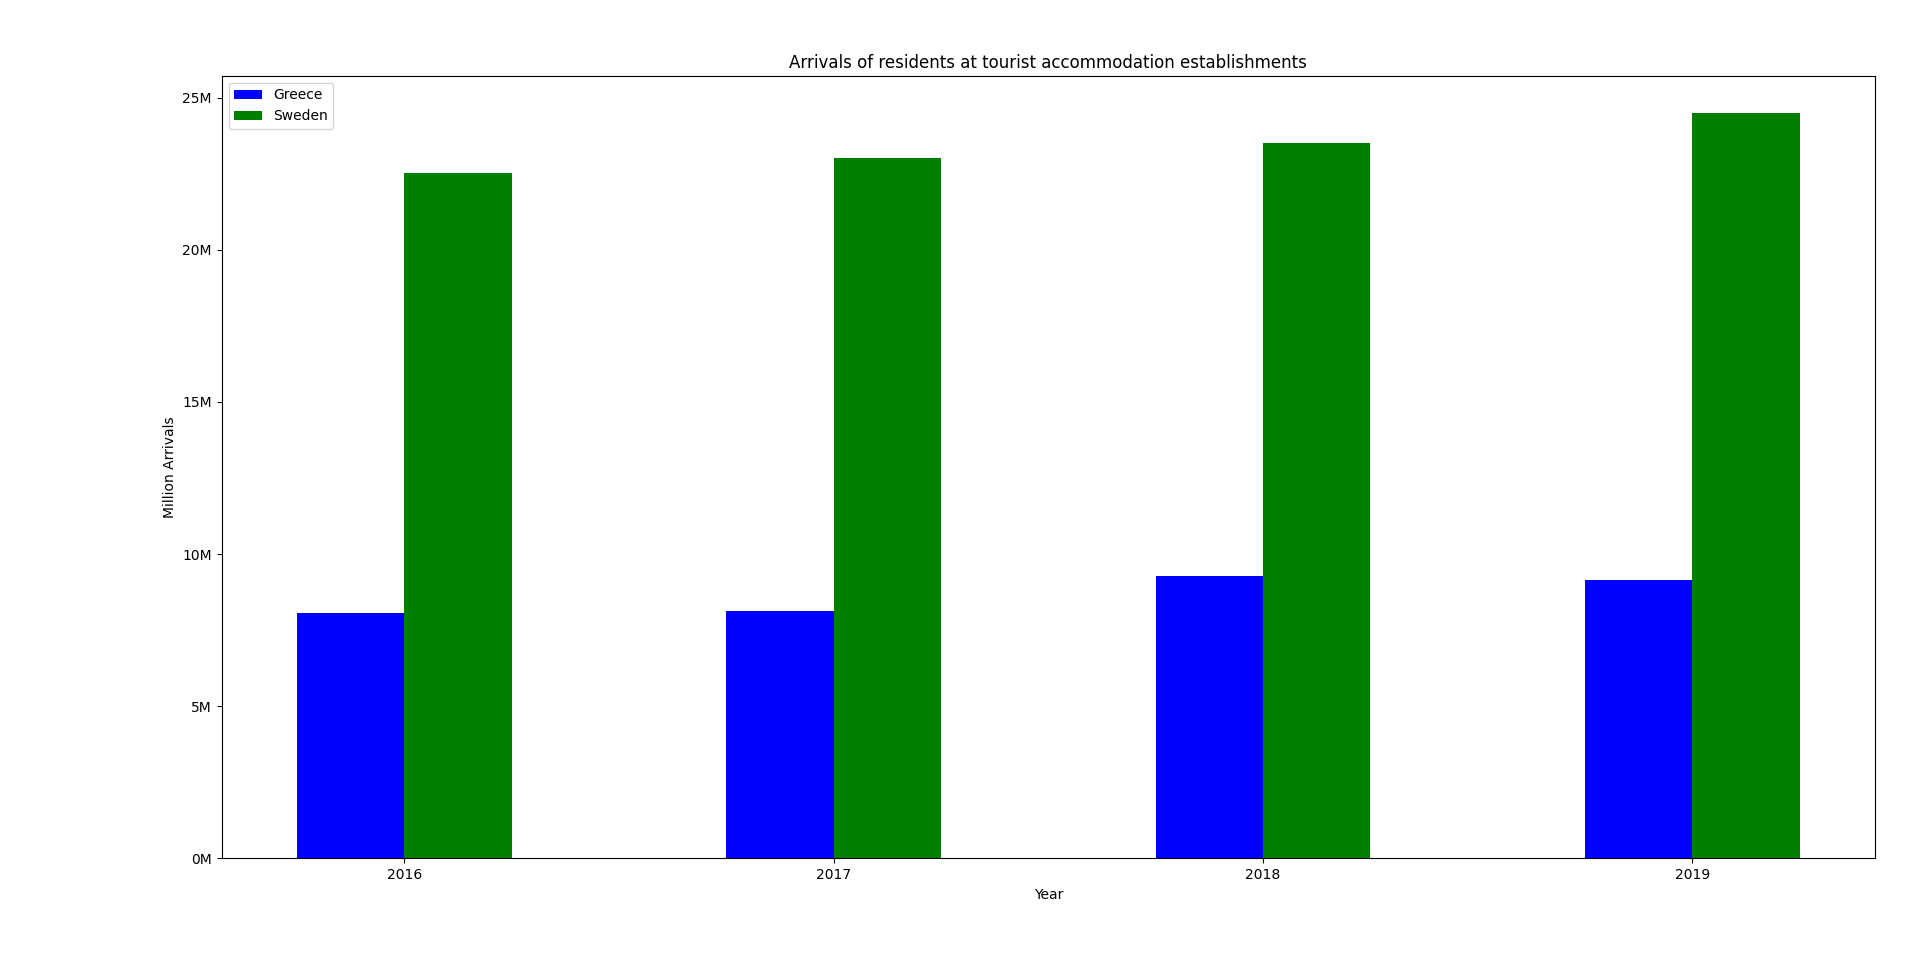 Arrivals of residents at tourist accommodation establishments
Greece
Sweden
25M
20M
15M
10M
5M
0M
Million Arrivals
2016
2017
2018
2019
Year